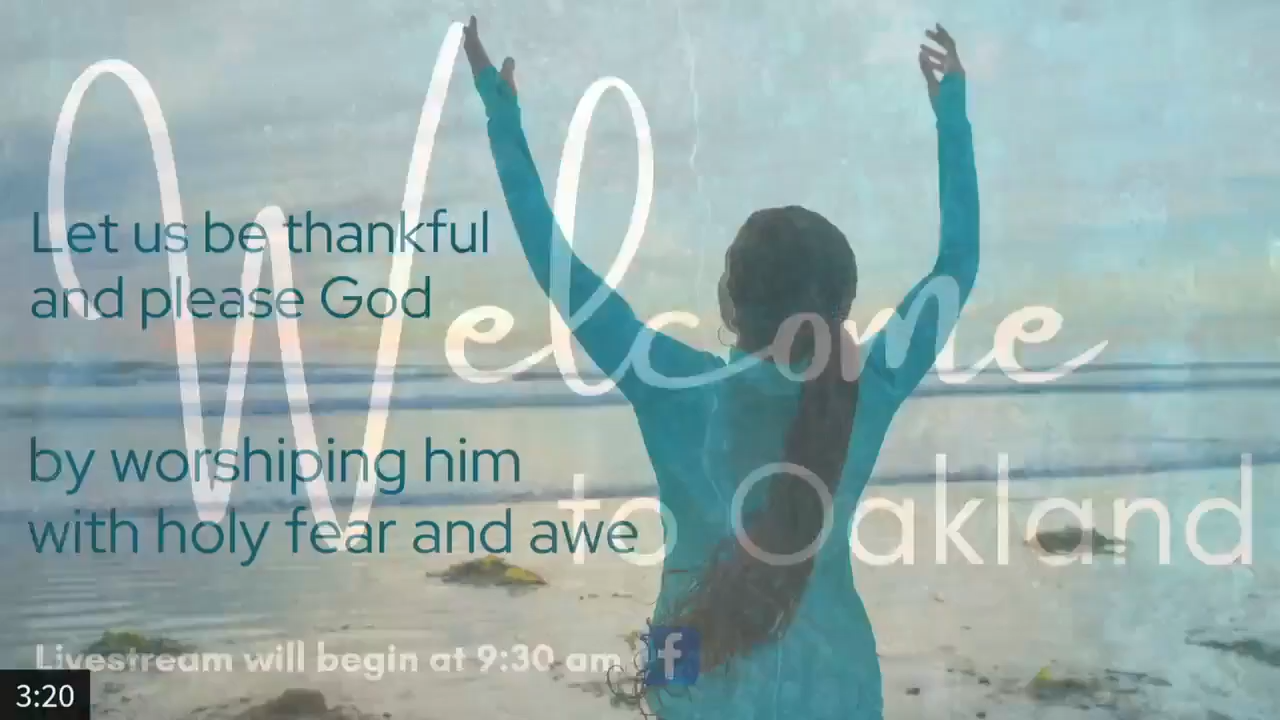 Welcome
to Oakland
Let us be thankful
and please God
by worshiping him
with holy fear and awe
Livestream will begin at 9:30 am
f
3:20